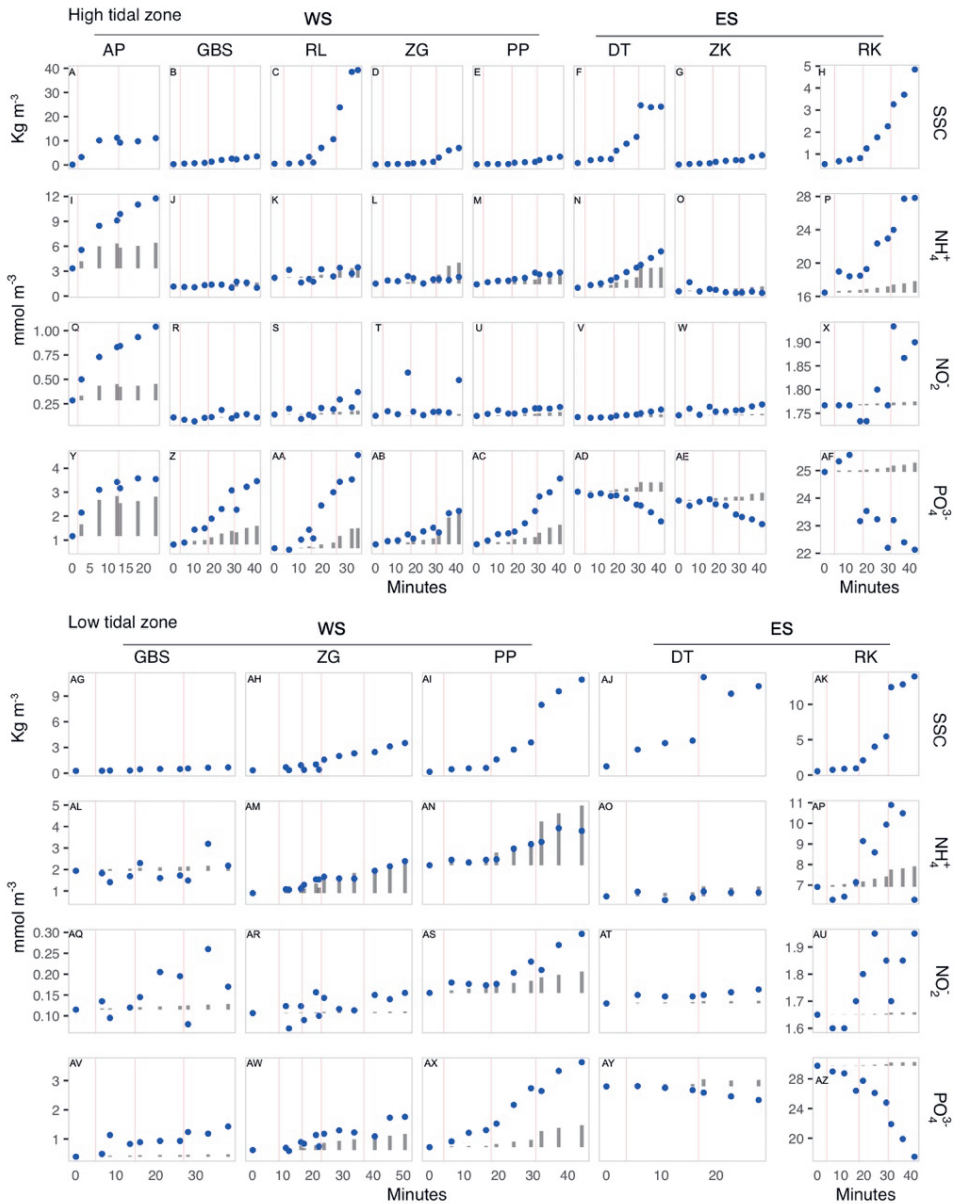 High tidal zone
WS ES
AP GBS RL ZG PP DT ZK RK
A B C D E F G H
40 30 20 10 0
5 4 3 2 1
Kg m-3
SSC
I J K L M N O P
12 9 6 3 0
28 24 20 16
NH4+
mmol m-3
Q R S T U V W X
1.00 0.75 0.50 0.25
1.90 1.85 1.80 1.75
NO2-
Y Z AA AB AC AD AE AF
4 3 2 1
25 24 23 22
PO43-
0 5 10 15 20 0 10 20 30 40 0 10 20 30 0 10 20 30 40 0 10 20 30 40 0 10 20 30 40 0 10 20 30 40 0 10 20 30 40
Minutes Minutes
Low tidal zone
WS ES
GBS ZG PP DT RK
AG AH AI AJ AK
9 6 3 0
10 5 0
Kg m-3
SSC
AL AM AN AO AP
5 4 3 2 1
11 10 9 8 7
NH4+
mmol m-3
AQ AR AS AT AU
0.30 0.25 0.20 0.15 0.10
1.9 1.8 1.7 1.6
NO2-
AV AW AX AY AZ
3 2 1
28 24 20
PO43-
0 10 20 30 0 10 20 30 40 50 0 10 20 30 40 0 10 20 0 10 20 30 40
Minutes Minutes